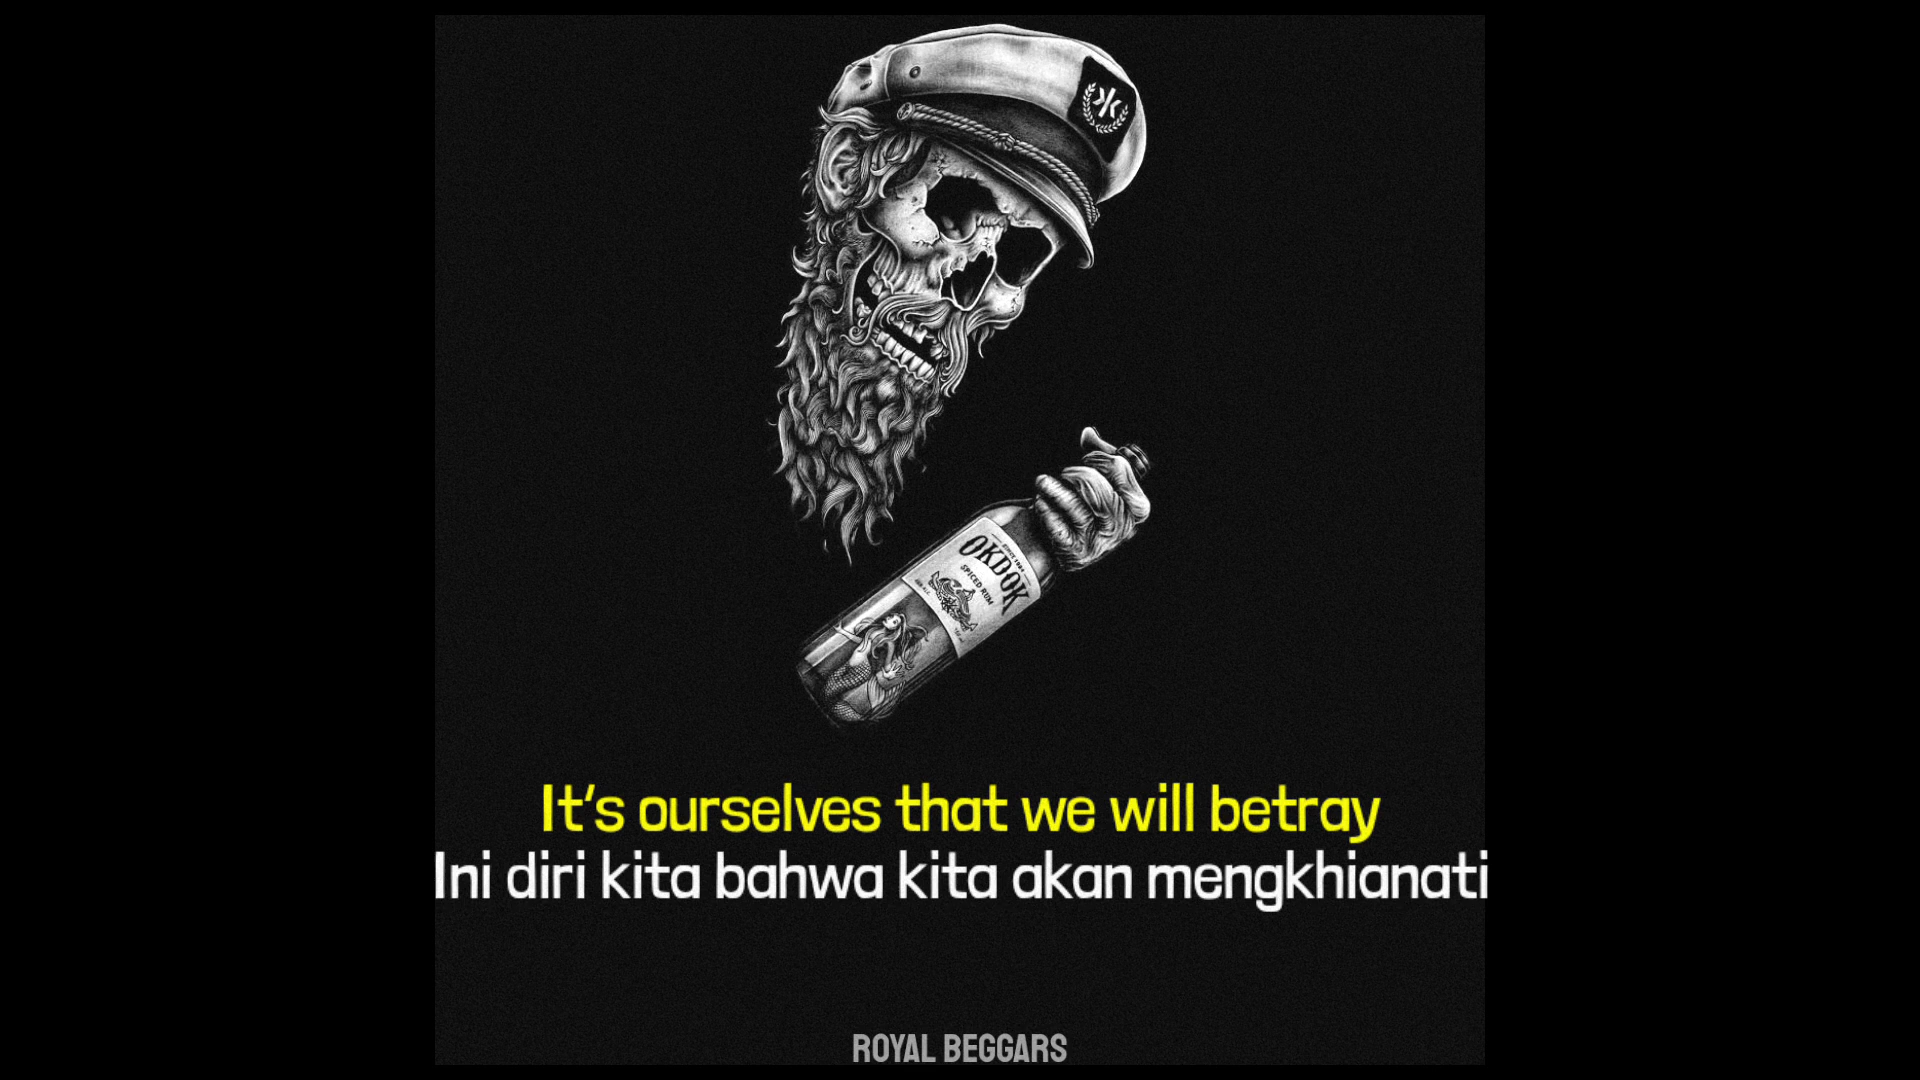 OKDOK
SPICED RUM
It's ourselves that we will betray
Ini diri kita bahwa kita akan mengkhianati
ROYAL BEGGARS